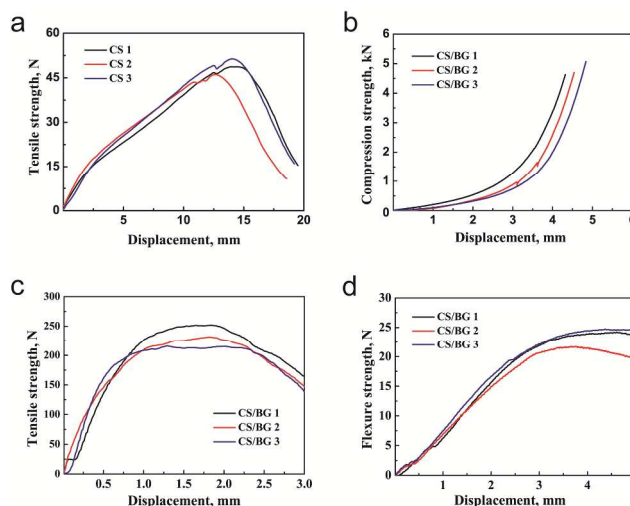 a
Tensile strength, N
60
45
30
15
0
CS 1
CS 2
CS 3
5
10
15
20
Displacement, mm
b
Compression strength, kN
6
5
4
3
2
1
0
CS/BG 1
CS/BG 2
CS/BG 3
1
2
3
4
5
6
Displacement, mm
c
Tensile strength, N
300
250
200
150
100
50
0
CS/BG 1
CS/BG 2
CS/BG 3
0.5
1.0
1.5
2.0
2.5
3.0
Displacement, mm
d
Flexure strength, N
30
25
20
15
10
5
0
CS/BG 1
CS/BG 2
CS/BG 3
1
2
3
4
Displacement, mm